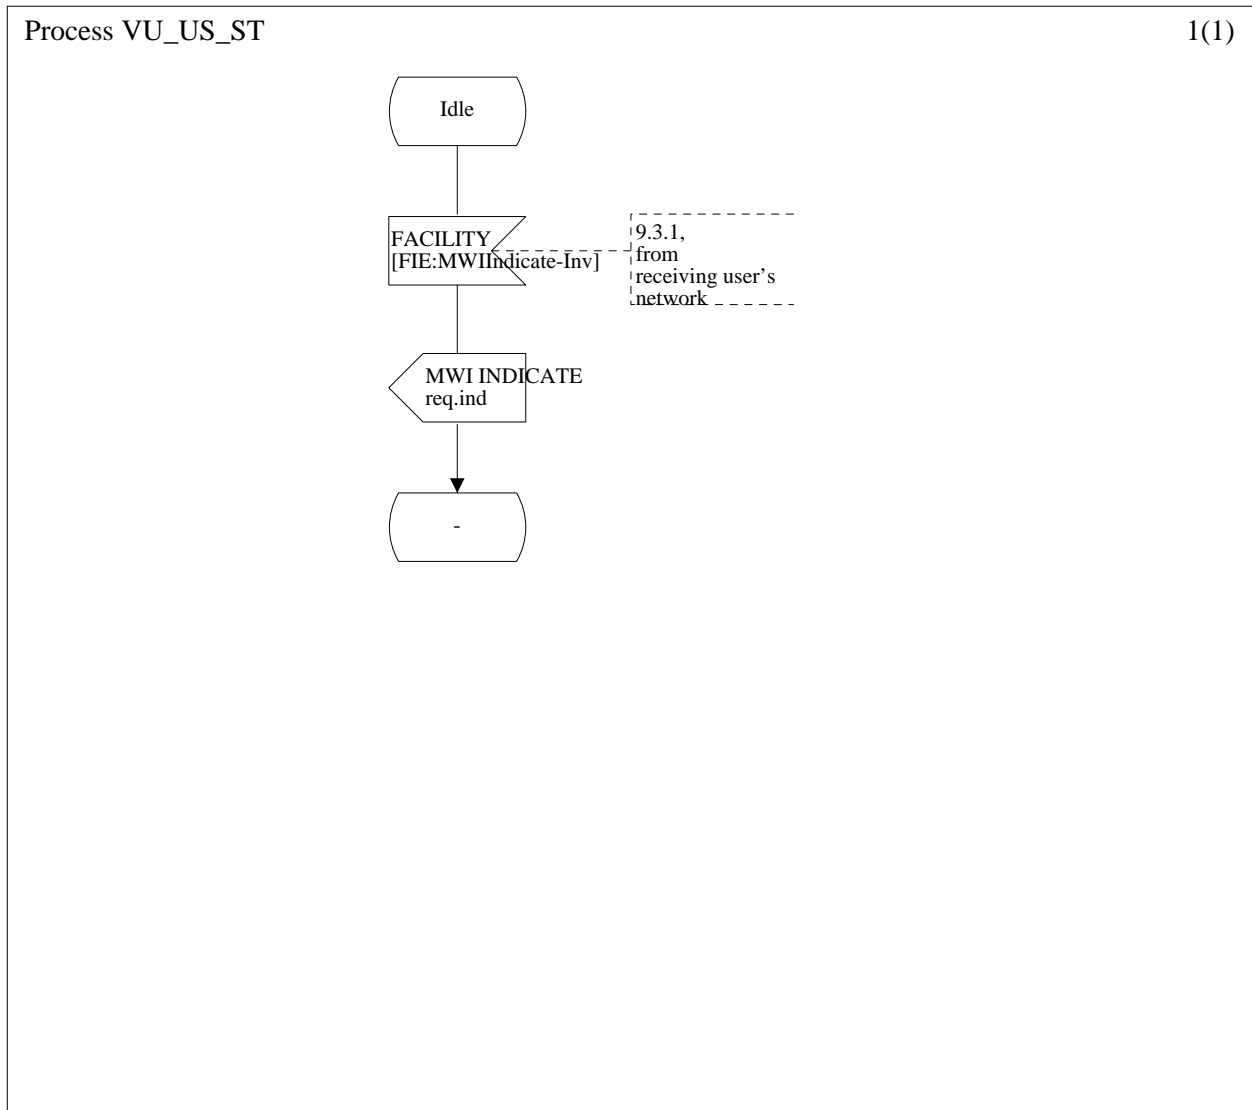 Process VU_US_ST
1(1)
Idle
FACILITY
[FIE:MWIIndicate-Inv]
9.3.1,
from
receiving user's
network
MWI INDICATE
req.ind
-